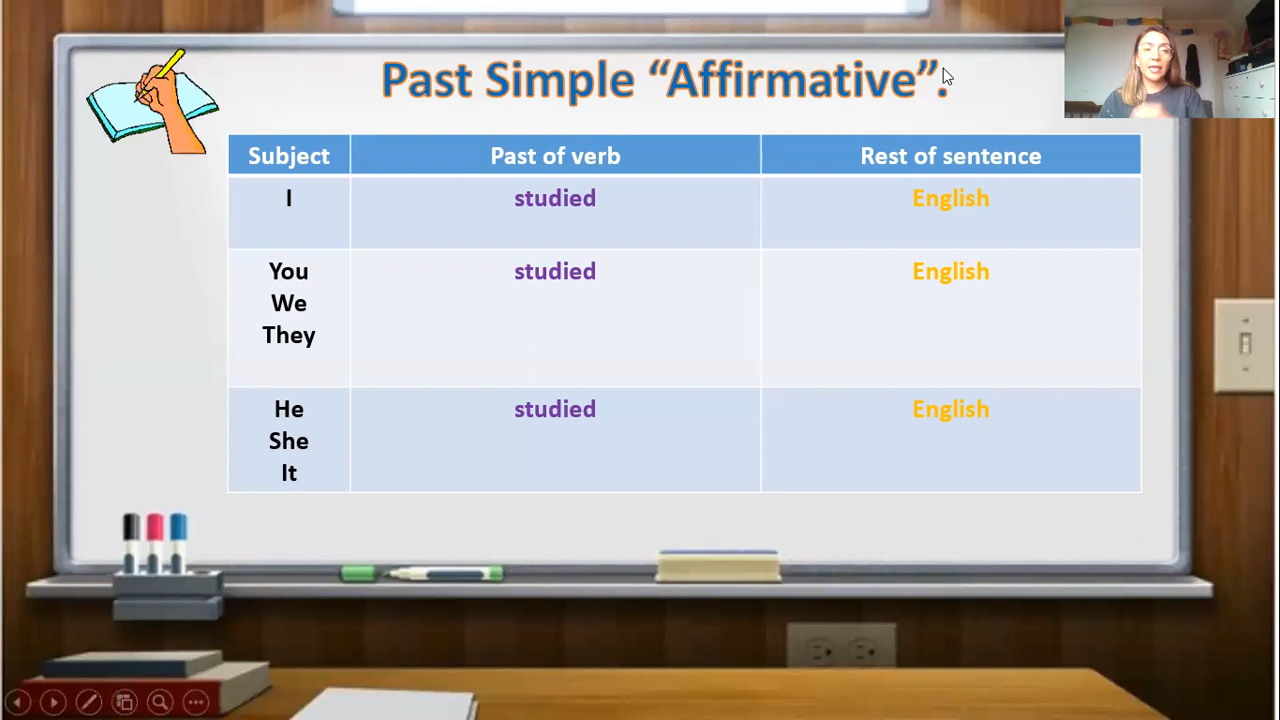 Past Simple “Affirmative”.
Subject Past of verb Rest of sentence
I studied English
You studied English
We
They
He studied English
She
It